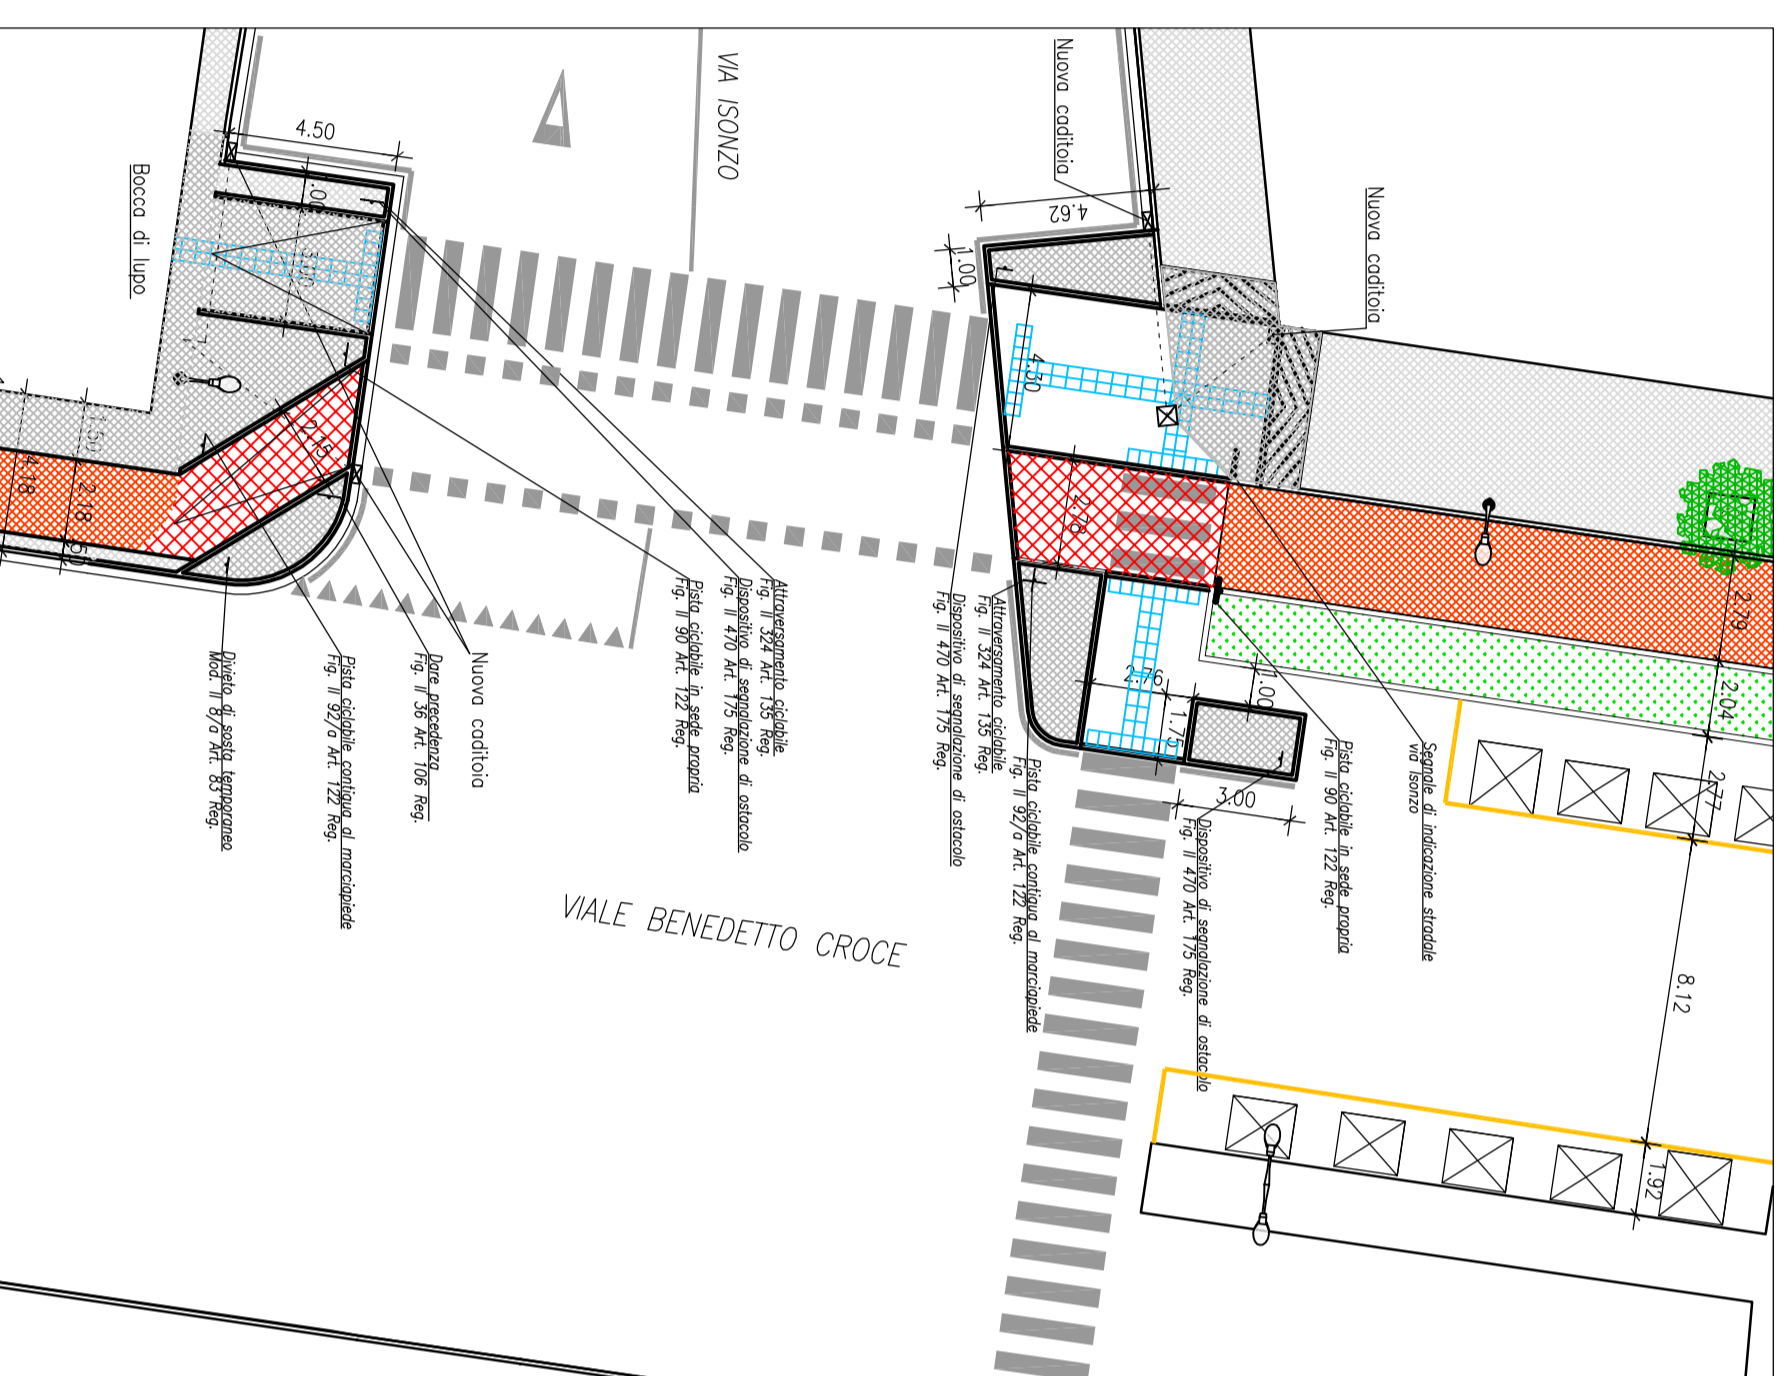 VIA ISONZO
Nuova caditoia
Nuova caditoia
Bocca di lupo
4.50
4.62
1.00
4.30
2.15
2.78
1.50
4.18
2.18
2.76
1.75
1.00
3.00
2.79
2.04
2.77
8.12
1.92
Attraversamento ciclabile
Fig. II 324 Art. 135 Reg.
Dispositivo di segnalazione di ostacolo
Fig. II 470 Art. 175 Reg.
Pista ciclabile in sede propria
Fig. II 90 Art. 122 Reg.
Nuova caditoia
Dare precedenza
Fig. II 36 Art. 106 Reg.
Pista ciclabile contigua al marciapiede
Fig. II 92/a Art. 122 Reg.
Divieto di sosta temporaneo
Mod. II 8/a Art. 83 Reg.
Attraversamento ciclabile
Fig. II 324 Art. 135 Reg.
Dispositivo di segnalazione di ostacolo
Fig. II 470 Art. 175 Reg.
Pista ciclabile contigua al marciapiede
Fig. II 92/a Art. 122 Reg.
Dispositivo di segnalazione di ostacolo
Fig. II 470 Art. 175 Reg.
Pista ciclabile in sede propria
Fig. II 90 Art. 122 Reg.
Segnale di indicazione stradale
via Isonzo
VIALE BENEDETTO CROCE